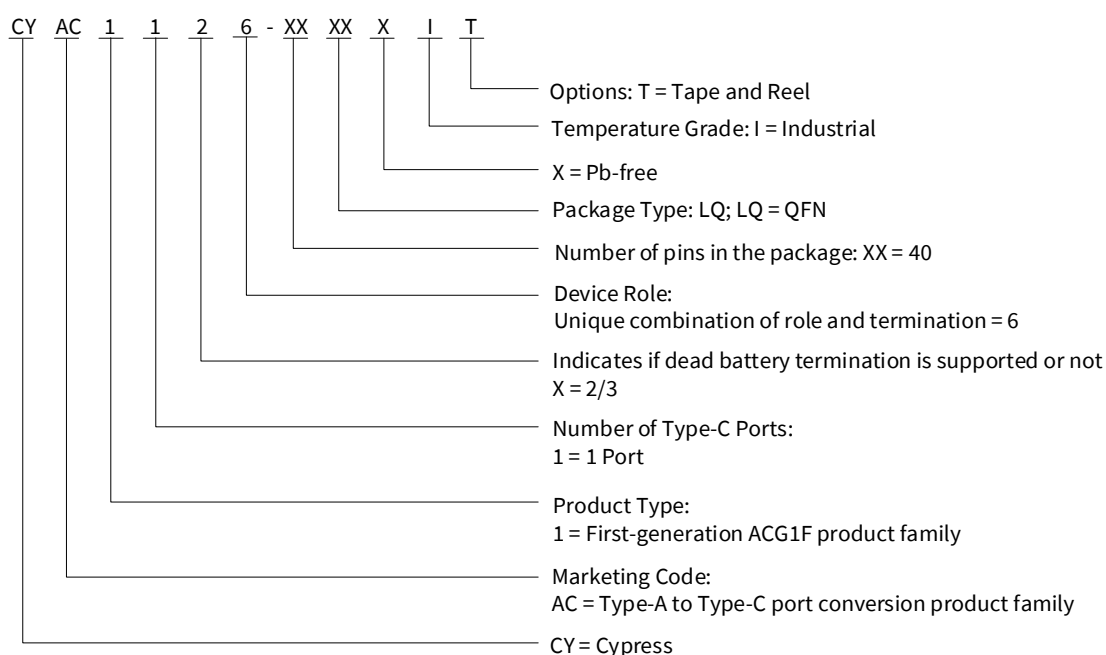 CY AC 1 1 2 6 - XX XX X I T
Options: T = Tape and Reel
Temperature Grade: I = Industrial
X = Pb-free
Package Type: LQ; LQ = QFN
Number of pins in the package: XX = 40
Device Role:
Unique combination of role and termination = 6
Indicates if dead battery termination is supported or not
X = 2/3
Number of Type-C Ports:
1 = 1 Port
Product Type:
1 = First-generation ACG1F product family
Marketing Code:
AC = Type-A to Type-C port conversion product family
CY = Cypress